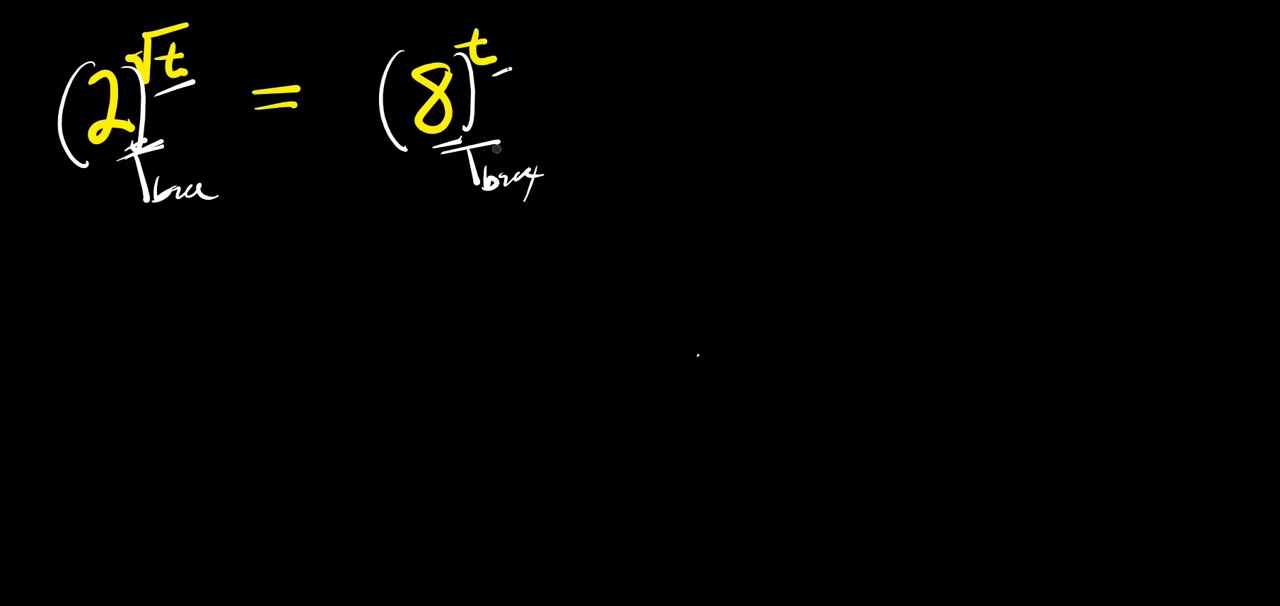 (2)^√t = (8)^t